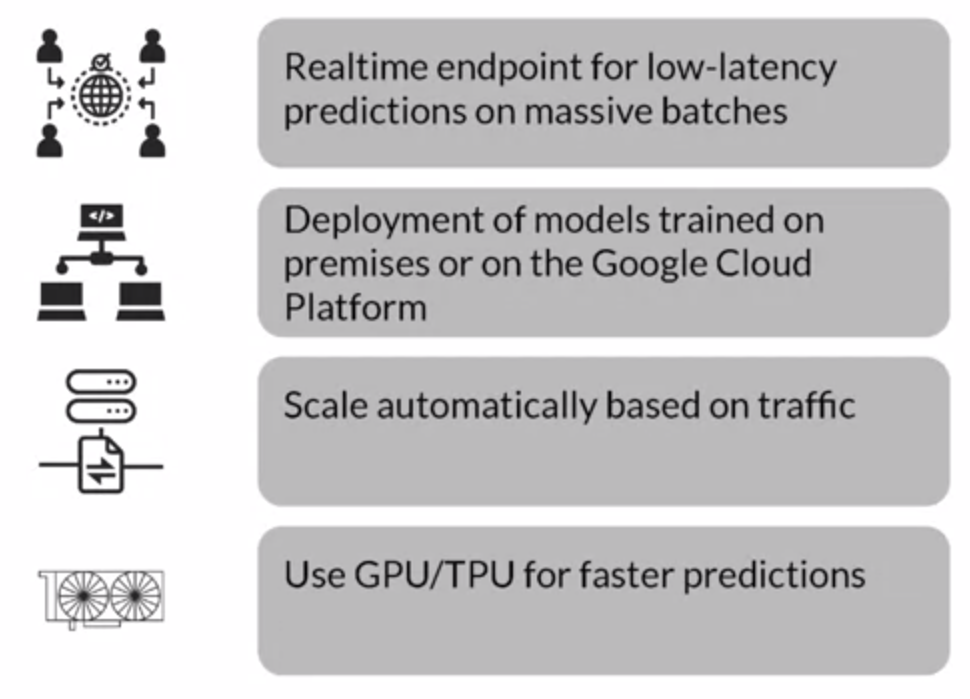 Realtime endpoint for low-latency
predictions on massive batches
</>
Deployment of models trained on
premises or on the Google Cloud
Platform
Scale automatically based on traffic
Use GPU/TPU for faster predictions